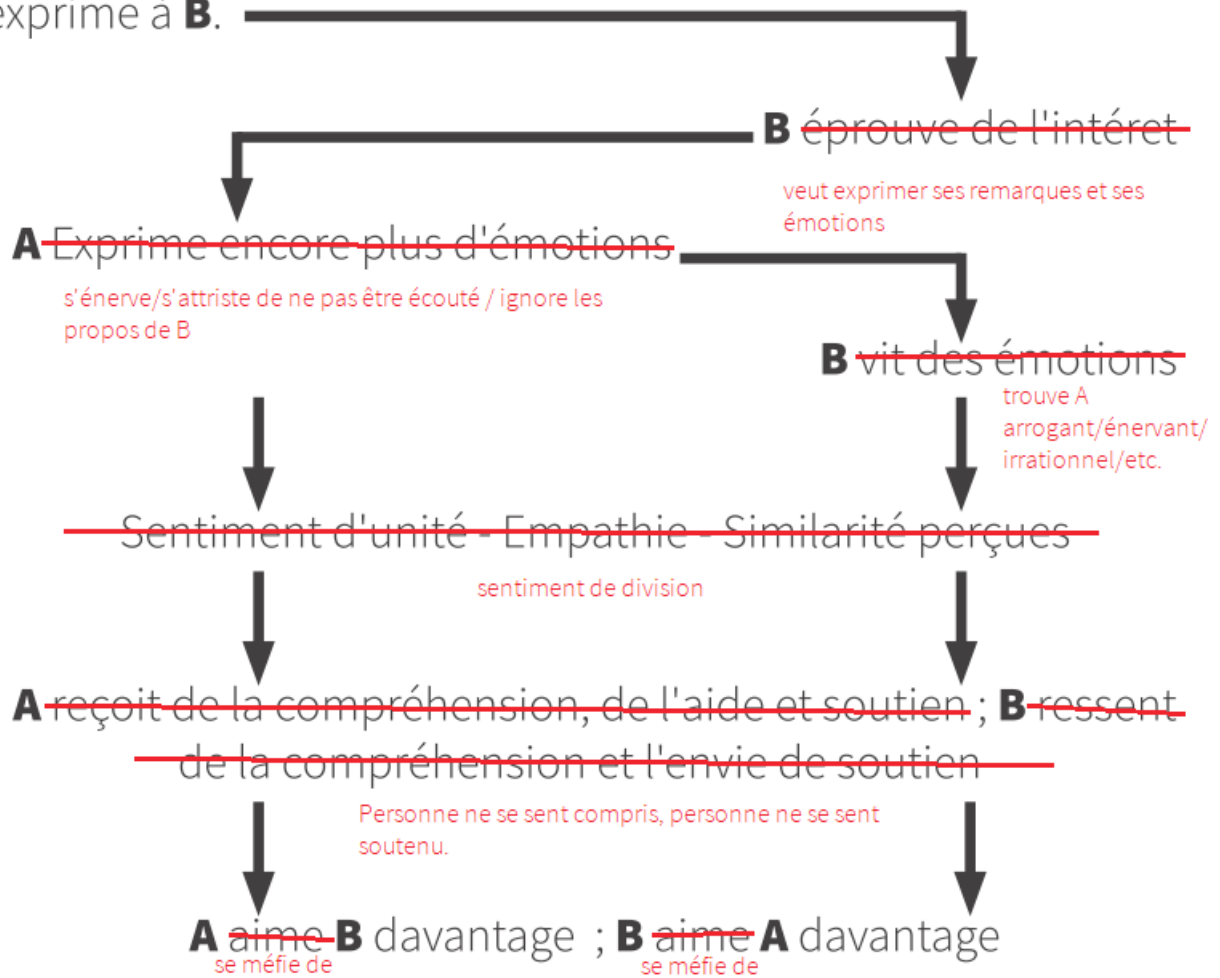 exprime à B.
B éprouve de l'intéret
veut exprimer ses remarques et ses
émotions
A Exprime encore plus d'émotions
s'énerve/s'attriste de ne pas être écouté / ignore les
propos de B
B vit des émotions
trouve A
arrogant/énervant/
irrationnel/etc.
Sentiment d'unité - Empathie - Similarité perçues
sentiment de division
A reçoit de la compréhension, de l'aide et soutien ; B ressent
de la compréhension et l'envie de soutien
Personne ne se sent compris, personne ne se sent
soutenu.
A aime B davantage ; B aime A davantage
se méfie de se méfie de